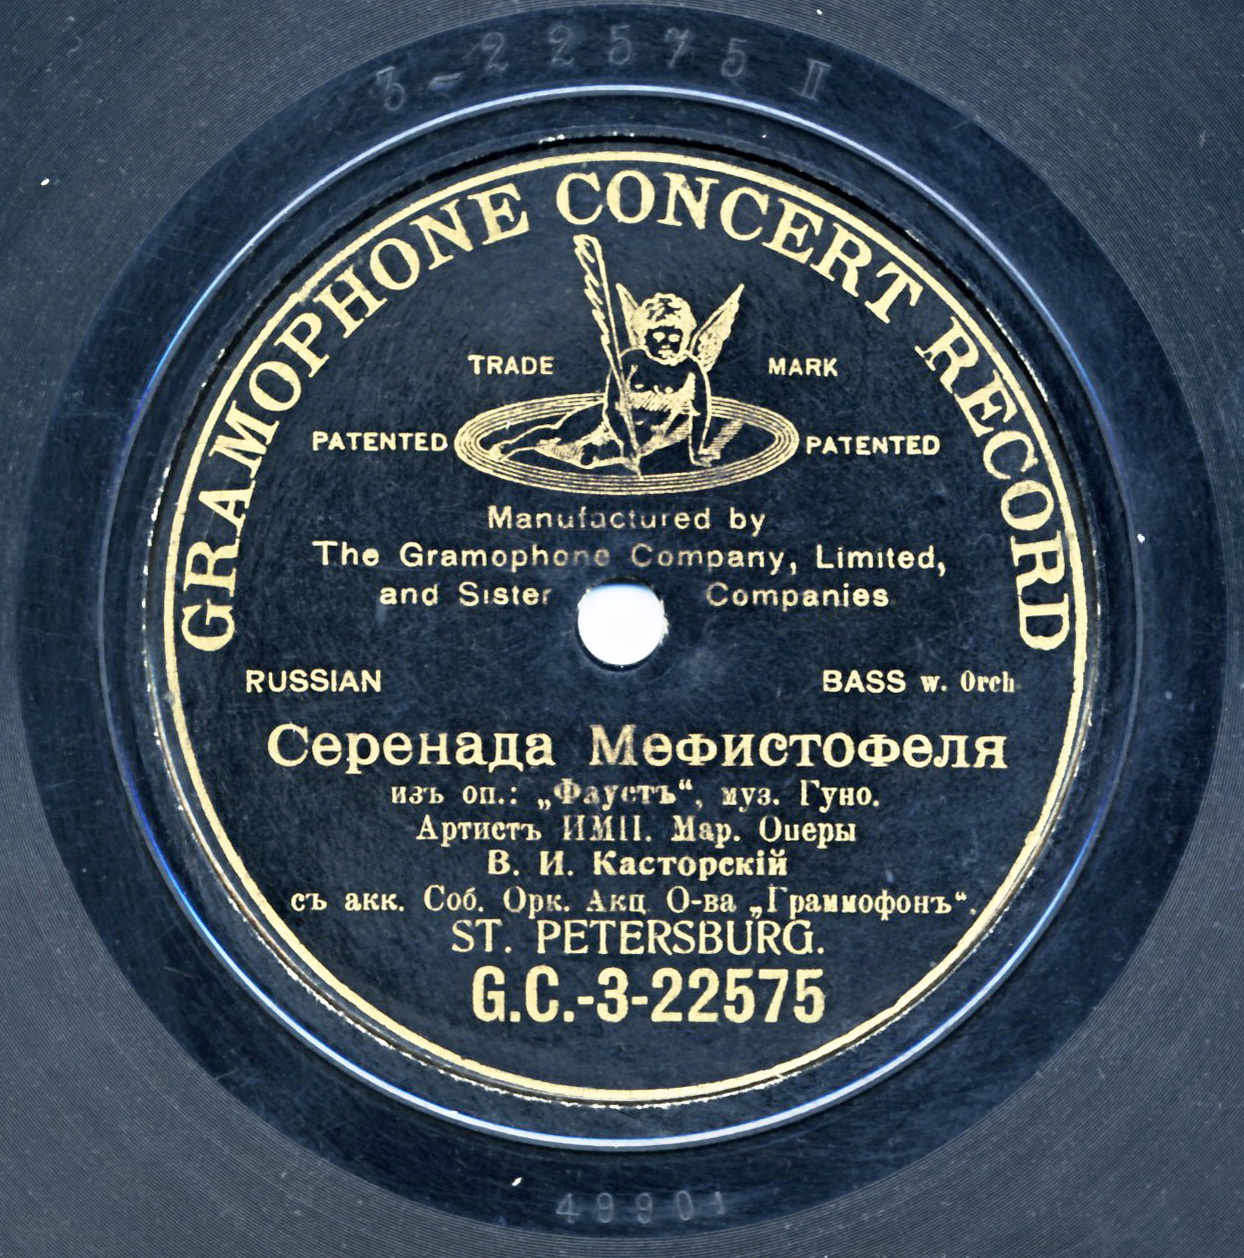 3-22575 II
GRAMOPHONE CONCERT RECORD
TRADE MARK
PATENTED PATENTED
Manufactured by
The Gramophone Company, Limited,
and Sister Companies
RUSSIAN BASS w. Orch
Серенада Мефистофеля
изъ оп.: „Фаустъ“, муз. Гуно.
Артистъ ИМП. Мар. Оперы
В. И. Касторскій
съ акк. Соб. Орк. Акц О-ва „Граммофонъ“.
ST. PETERSBURG.
G.C.-3-22575
49901